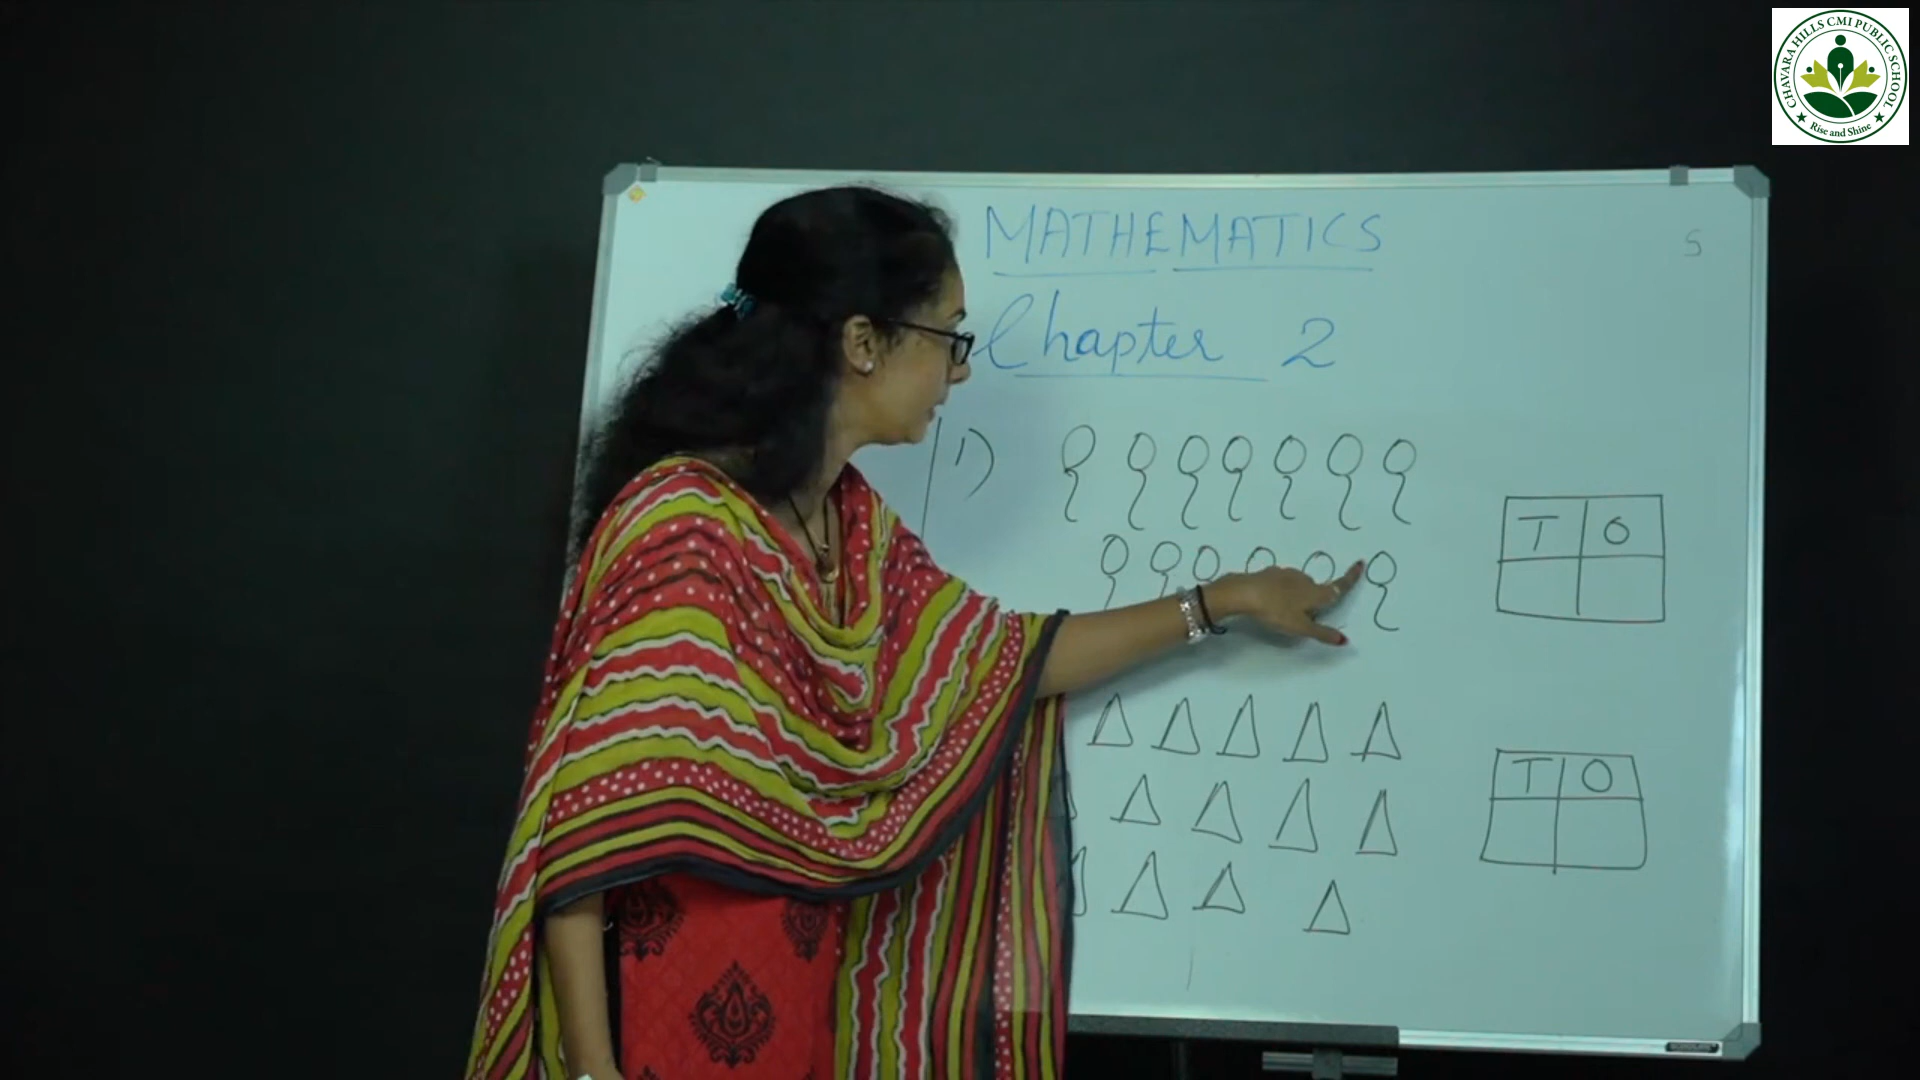 CHAVARA HILLS CMI PUBLIC SCHOOL
Rise and Shine
MATHEMATICS
S
Chapter 2
1)
T O
T O